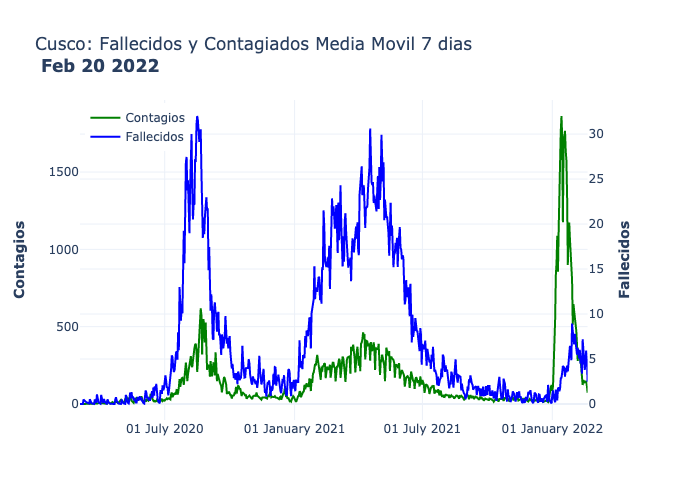 Cusco: Fallecidos y Contagiados Media Movil 7 dias
Feb 20 2022
Contagios
Fallecidos
1500
1000
500
0
30
25
20
15
10
5
0
Contagios
Fallecidos
01 July 2020
01 January 2021
01 July 2021
01 January 2022